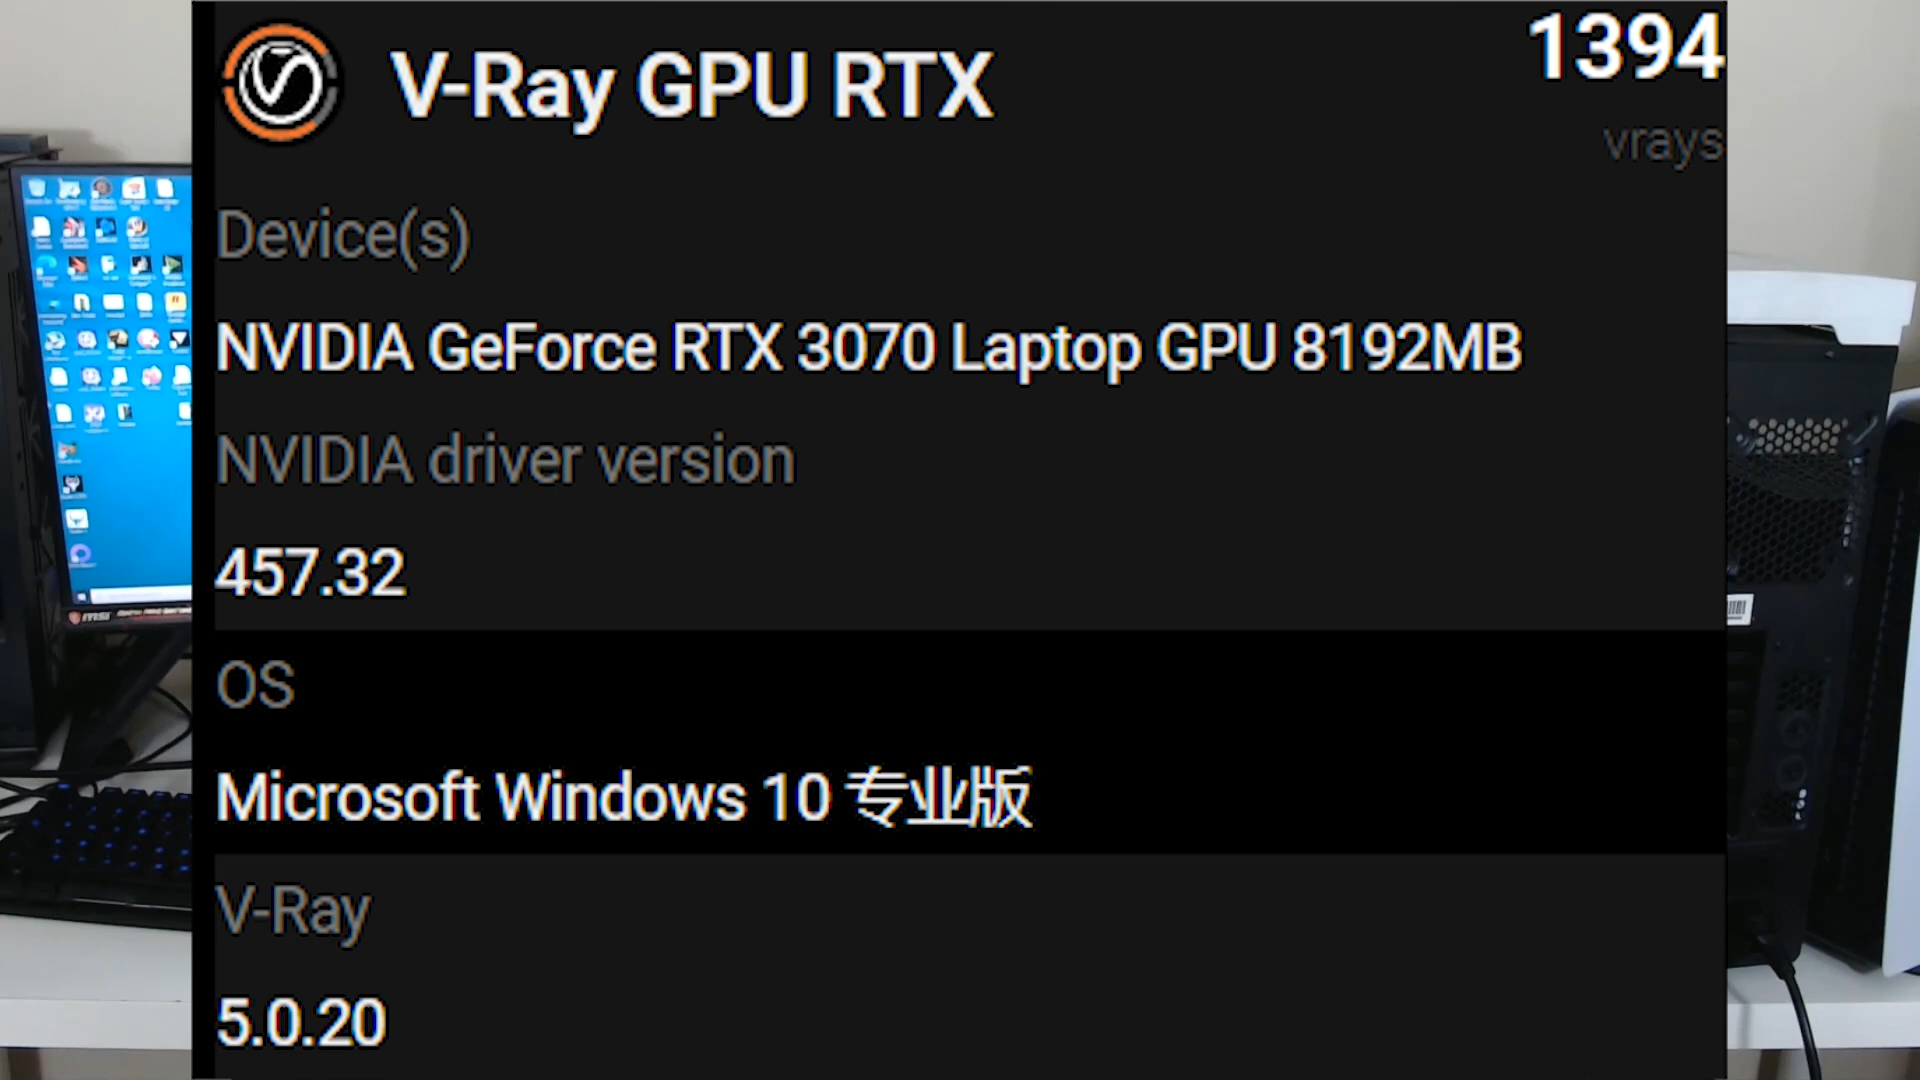 V-Ray GPU RTX
1394
vrays
Device(s)
NVIDIA GeForce RTX 3070 Laptop GPU 8192MB
NVIDIA driver version
457.32
OS
Microsoft Windows 10 专业版
V-Ray
5.0.20
msi